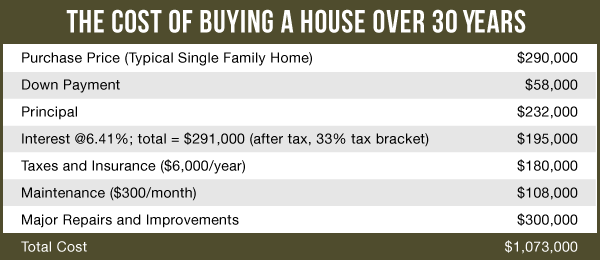 THE COST OF BUYING A HOUSE OVER 30 YEARS
Purchase Price (Typical Single Family Home) $290,000
Down Payment $58,000
Principal $232,000
Interest @6.41%; total = $291,000 (after tax, 33% tax bracket) $195,000
Taxes and Insurance ($6,000/year) $180,000
Maintenance ($300/month) $108,000
Major Repairs and Improvements $300,000
Total Cost $1,073,000